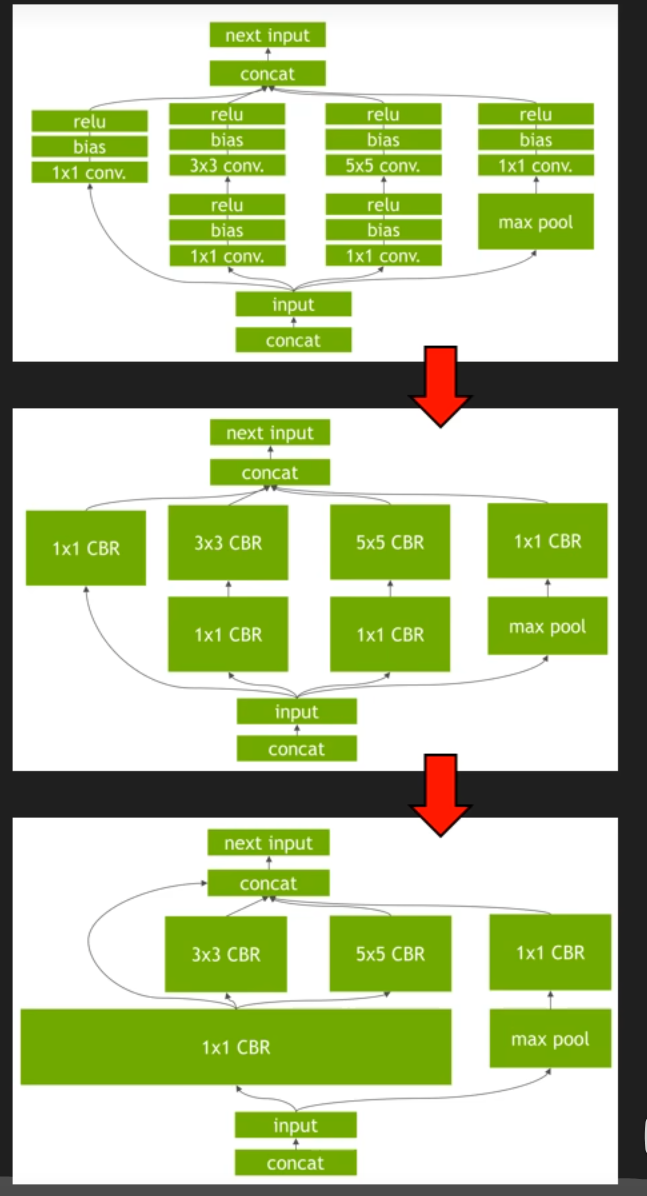 next input
concat
relu
bias
1x1 conv.
relu
bias
3x3 conv.
relu
bias
1x1 conv.
relu
bias
5x5 conv.
relu
bias
1x1 conv.
relu
bias
1x1 conv.
max pool
input
concat
next input
concat
1x1 CBR
3x3 CBR
1x1 CBR
5x5 CBR
1x1 CBR
1x1 CBR
max pool
input
concat
next input
concat
3x3 CBR
5x5 CBR
1x1 CBR
1x1 CBR
max pool
input
concat